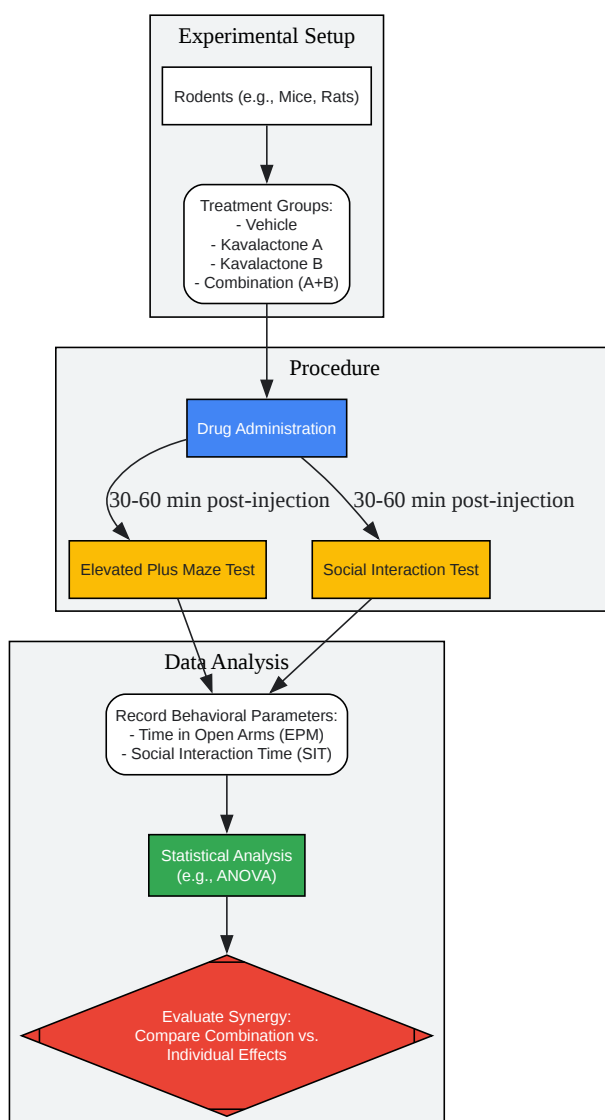 Experimental Setup
Rodents (e.g., Mice, Rats)
Treatment Groups:
- Vehicle
- Kavalactone A
- Kavalactone B
- Combination (A+B)
Procedure
Drug Administration
30-60 min post-injection
30-60 min post-injection
Elevated Plus Maze Test
Social Interaction Test
Data Analysis
Record Behavioral Parameters:
- Time in Open Arms (EPM)
- Social Interaction Time (SIT)
Statistical Analysis
(e.g., ANOVA)
Evaluate Synergy:
Compare Combination vs.
Individual Effects